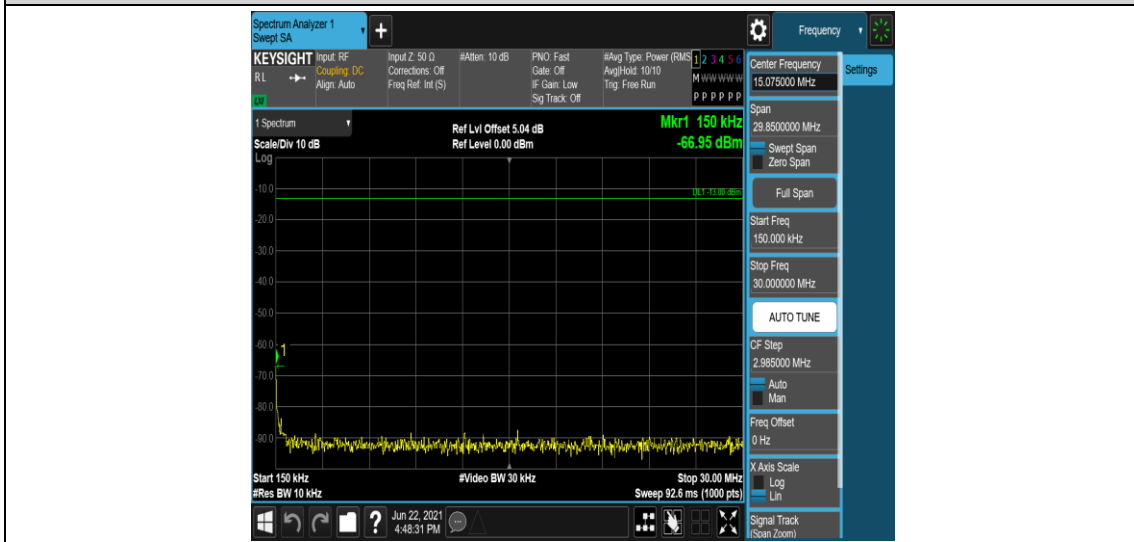 Spectrum Analyzer 1
Swept SA
+
Frequency
KEYSIGHT
RL
LXI
Input: RF
Coupling: DC
Align: Auto
Input Z: 50 Ω
Corrections: Off
Freq Ref: Int (S)
#Atten: 10 dB
PNO: Fast
Gate: Off
IF Gain: Low
Sig Track: Off
#Avg Type: Power (RMS
Avg|Hold: 10/10
Trig: Free Run
1 2 3 4 5 6
M W W W W W
P P P P P P
1 Spectrum
Scale/Div 10 dB
Log
Ref Lvl Offset 5.04 dB
Ref Level 0.00 dBm
Mkr1 150 kHz
-66.95 dBm
DL1 -13.00 dBm
-10.0
-20.0
-30.0
-40.0
-50.0
-60.0
1
-70.0
-80.0
-90.0
Start 150 kHz
#Video BW 30 kHz
Stop 30.00 MHz
#Res BW 10 kHz
Sweep 92.6 ms (1000 pts)
Center Frequency
15.075000 MHz
Settings
Span
29.8500000 MHz
Swept Span
Zero Span
Full Span
Start Freq
150.000 kHz
Stop Freq
30.000000 MHz
AUTO TUNE
CF Step
2.985000 MHz
Auto
Man
Freq Offset
0 Hz
X Axis Scale
Log
Lin
Signal Track
(Span Zoom)
?
Jun 22, 2021
4:48:31 PM